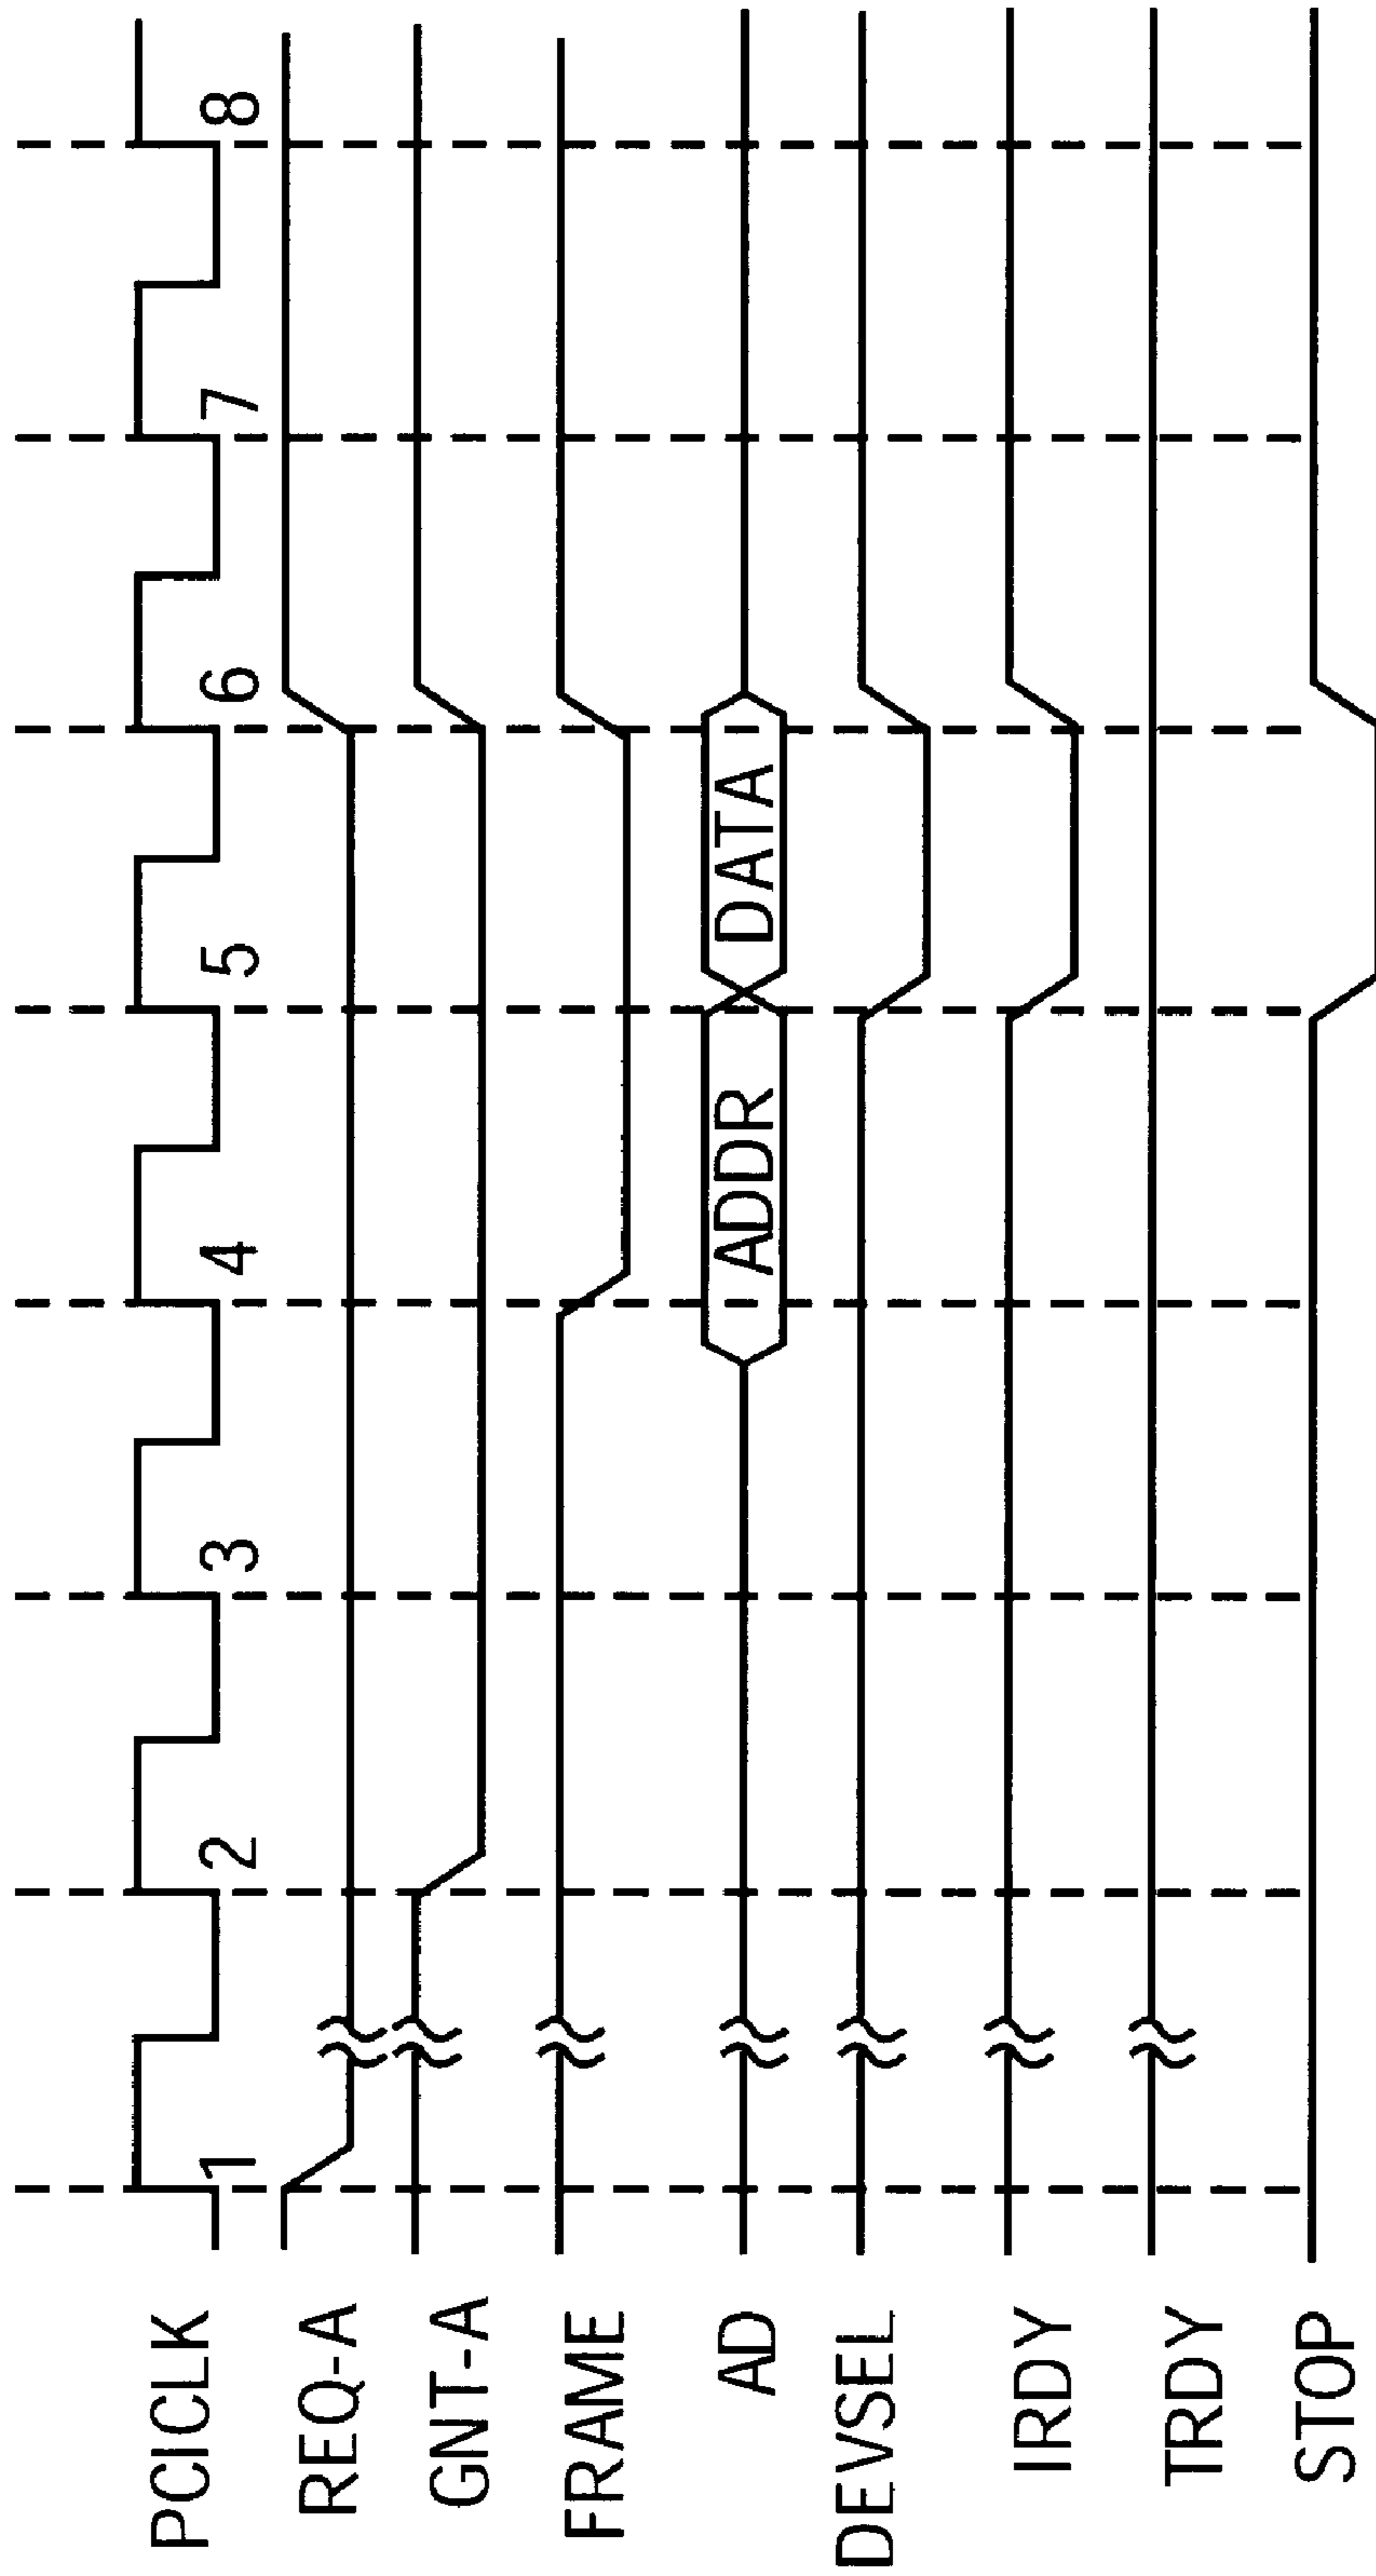 PCICLK
1 2 3 4 5 6 7 8
REQ-A
GNT-A
FRAME
AD
ADDR DATA
DEVSEL
IRDY
TRDY
STOP